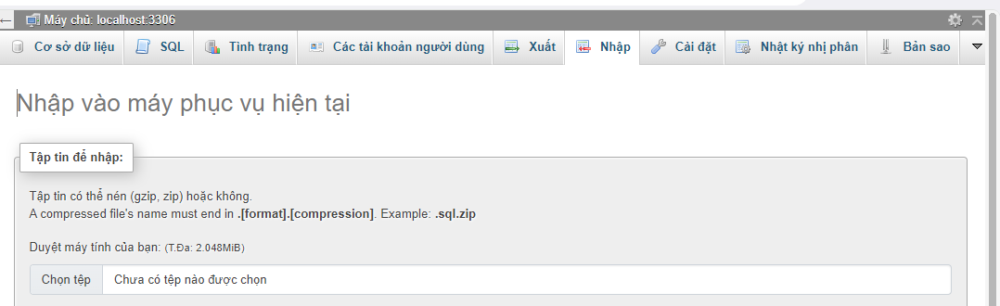 Máy chủ: localhost:3306
Cơ sở dữ liệu SQL Tình trạng Các tài khoản người dùng Xuất Nhập Cài đặt Nhật ký nhị phân Bản sao
Nhập vào máy phục vụ hiện tại
Tập tin để nhập:
Tập tin có thể nén (gzip, zip) hoặc không.
A compressed file's name must end in .[format].[compression]. Example: .sql.zip
Duyệt máy tính của bạn: (T.Đa: 2.048MiB)
Chọn tệp Chưa có tệp nào được chọn